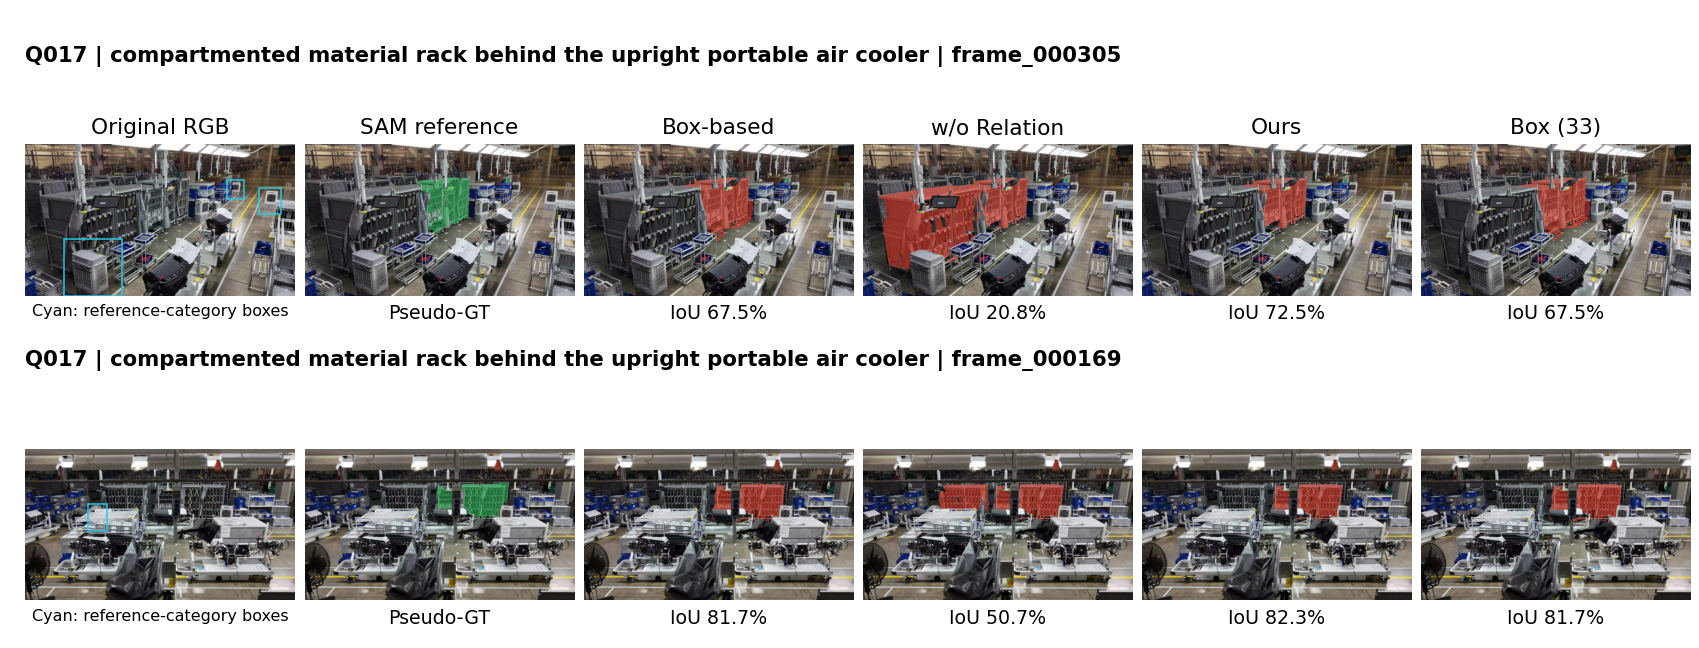 Q017 | compartmented material rack behind the upright portable air cooler | frame_000305
Original RGB SAM reference Box-based w/o Relation Ours Box (33)
Cyan: reference-category boxes Pseudo-GT IoU 67.5% IoU 20.8% IoU 72.5% IoU 67.5%
Q017 | compartmented material rack behind the upright portable air cooler | frame_000169
Cyan: reference-category boxes Pseudo-GT IoU 81.7% IoU 50.7% IoU 82.3% IoU 81.7%